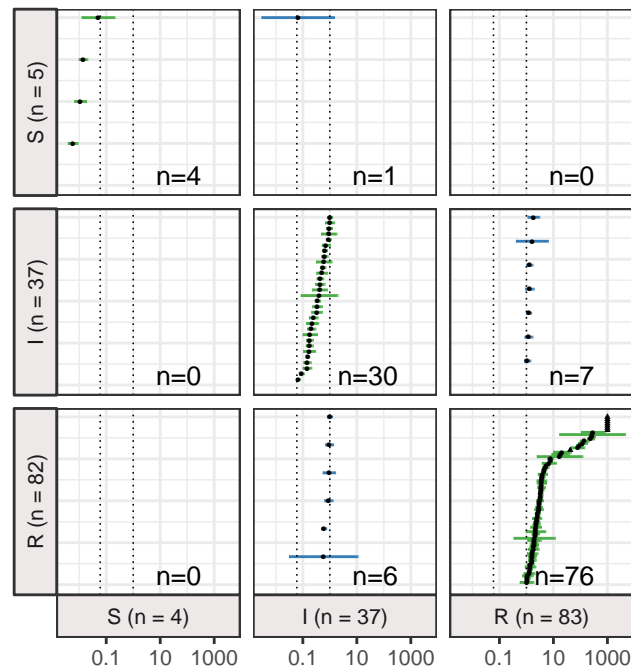 S (n = 5)
n=4
n=1
n=0
I (n = 37)
n=0
n=30
n=7
R (n = 82)
n=0
n=6
n=76
S (n = 4)
I (n = 37)
R (n = 83)
0.1 10 1000
0.1 10 1000
0.1 10 1000